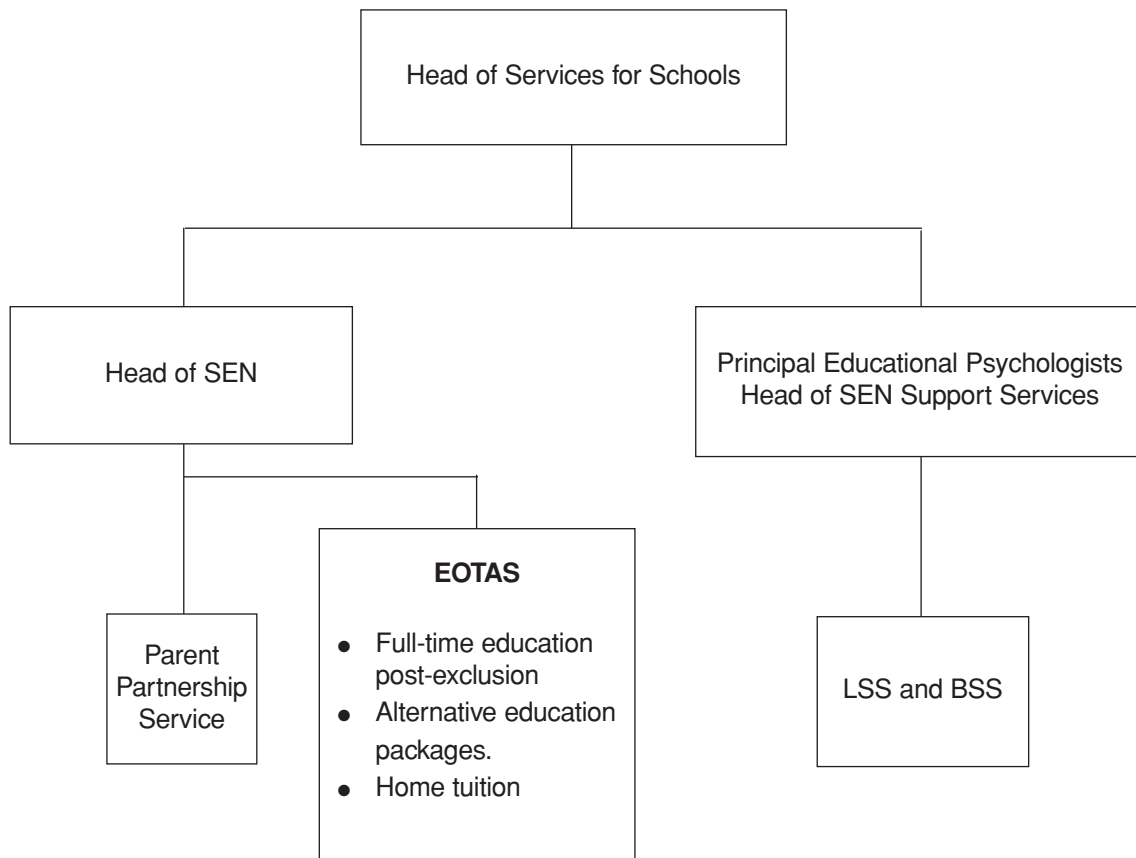 Head of Services for Schools
Head of SEN
Principal Educational Psychologists
Head of SEN Support Services
Parent
Partnership
Service
EOTAS
● Full-time education
post-exclusion
● Alternative education
packages.
● Home tuition
LSS and BSS